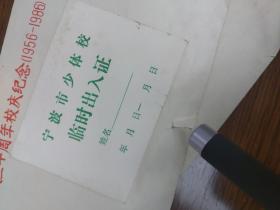 三十周年校庆纪念(1956-1986)
宁波市少体校
临时出入证
姓名
年 月 日— 月 日